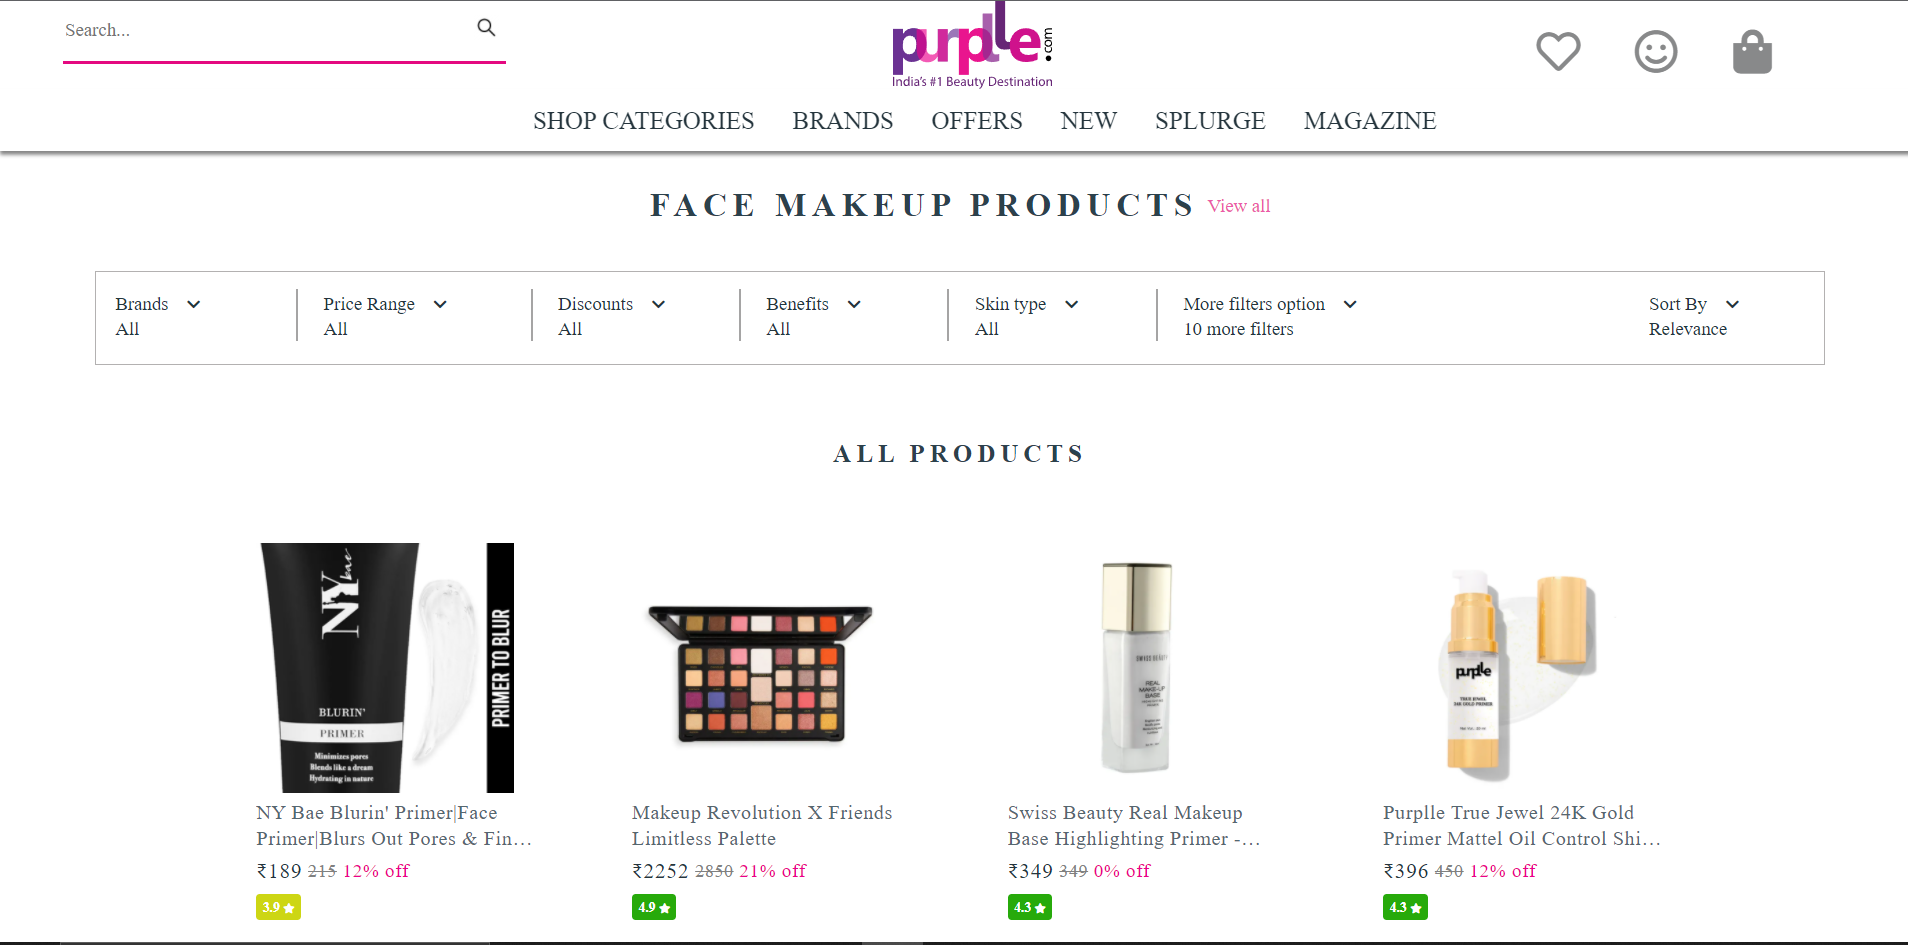 Search...
purplle.com
India's #1 Beauty Destination
SHOP CATEGORIES BRANDS OFFERS NEW SPLURGE MAGAZINE
FACE MAKEUP PRODUCTS View all
Brands Price Range Discounts Benefits Skin type More filters option Sort By
All All All All All 10 more filters Relevance
ALL PRODUCTS
NY bae
BLURIN'
PRIMER
Minimizes pores
Blends like a dream
Hydrating in nature
PRIMER TO BLUR
SWISS BEAUTY
REAL
MAKE-UP
BASE
purplle
TRUE JEWEL
24K GOLD PRIMER
NY Bae Blurin' Primer|Face
Primer|Blurs Out Pores & Fin...
₹189 215 12% off
3.9
Makeup Revolution X Friends
Limitless Palette
₹2252 2850 21% off
4.9
Swiss Beauty Real Makeup
Base Highlighting Primer -...
₹349 349 0% off
4.3
Purplle True Jewel 24K Gold
Primer Mattel Oil Control Shi...
₹396 450 12% off
4.3